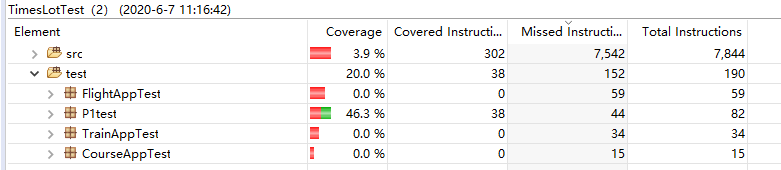 TimesLotTest（2） (2020-6-7 11:16:42)
Element Coverage Covered Instructi... Missed Instructi... Total Instructions
src 3.9 % 302 7,542 7,844
test 20.0 % 38 152 190
FlightAppTest 0.0 % 0 59 59
P1test 46.3 % 38 44 82
TrainAppTest 0.0 % 0 34 34
CourseAppTest 0.0 % 0 15 15